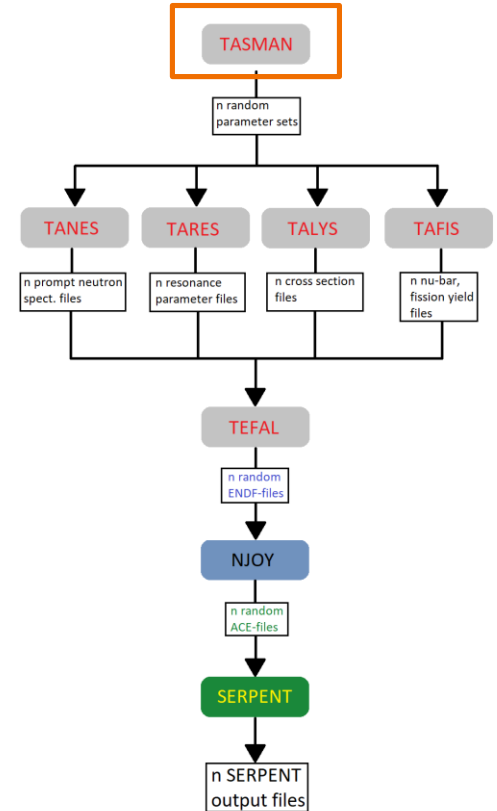 TASMAN
n random
parameter sets
TANES
TARES
TALYS
TAFIS
n prompt neutron
spect. files
n resonance
parameter files
n cross section
files
n nu-bar,
fission yield
files
TEFAL
n random
ENDF-files
NJOY
n random
ACE-files
SERPENT
n SERPENT
output files